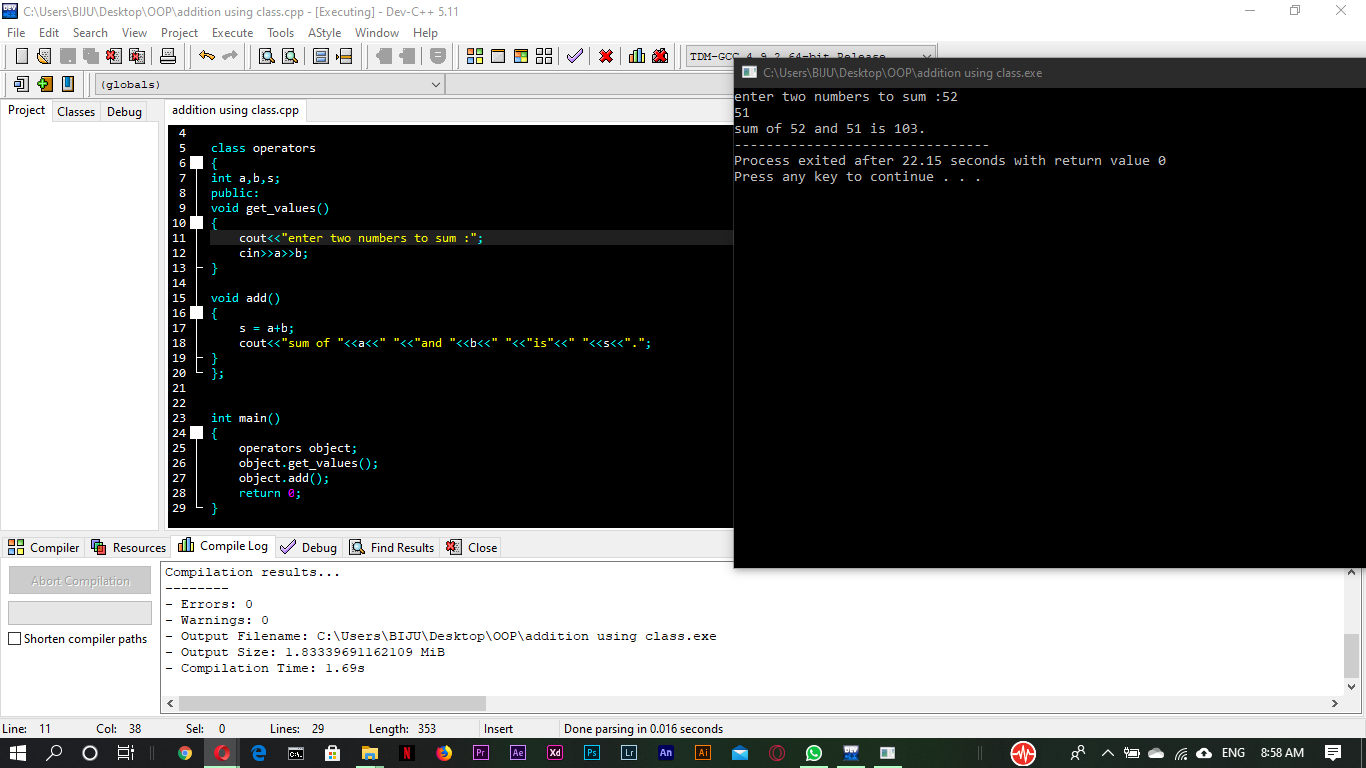 C:\Users\BIJU\Desktop\OOP\addition using class.cpp - [Executing] - Dev-C++ 5.11
File Edit Search View Project Execute Tools AStyle Window Help
TDM-GCC 4.9.2 64-bit Release
(globals)
Project Classes Debug
addition using class.cpp
4
5 class operators
6 {
7 int a,b,s;
8 public:
9 void get_values()
10 {
11 cout<<"enter two numbers to sum :";
12 cin>>a>>b;
13 }
14
15 void add()
16 {
17 s = a+b;
18 cout<<"sum of "<<a<<" "<<"and "<<b<<" "<<"is"<<" "<<s<<".";
19 }
20 };
21
22
23 int main()
24 {
25 operators object;
26 object.get_values();
27 object.add();
28 return 0;
29 }
C:\Users\BIJU\Desktop\OOP\addition using class.exe
enter two numbers to sum :52
51
sum of 52 and 51 is 103.
--------------------------------
Process exited after 22.15 seconds with return value 0
Press any key to continue . . .
Compiler Resources Compile Log Debug Find Results Close
Abort Compilation
Shorten compiler paths
Compilation results...
--------
- Errors: 0
- Warnings: 0
- Output Filename: C:\Users\BIJU\Desktop\OOP\addition using class.exe
- Output Size: 1.83339691162109 MiB
- Compilation Time: 1.69s
Line: 11 Col: 38 Sel: 0 Lines: 29 Length: 353 Insert Done parsing in 0.016 seconds
N Pr Ae Xd Ps Lr An Ai DEV ENG 8:58 AM